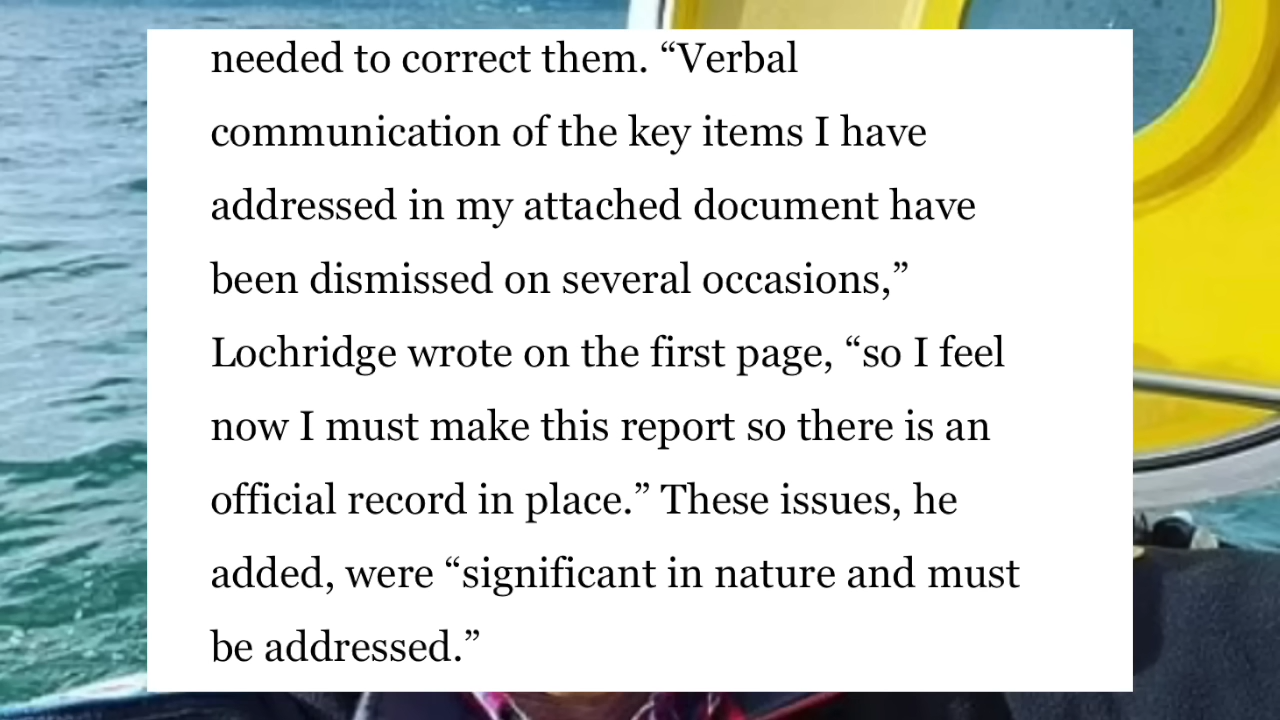 needed to correct them. “Verbal
communication of the key items I have
addressed in my attached document have
been dismissed on several occasions,”
Lochridge wrote on the first page, “so I feel
now I must make this report so there is an
official record in place.” These issues, he
added, were “significant in nature and must
be addressed.”